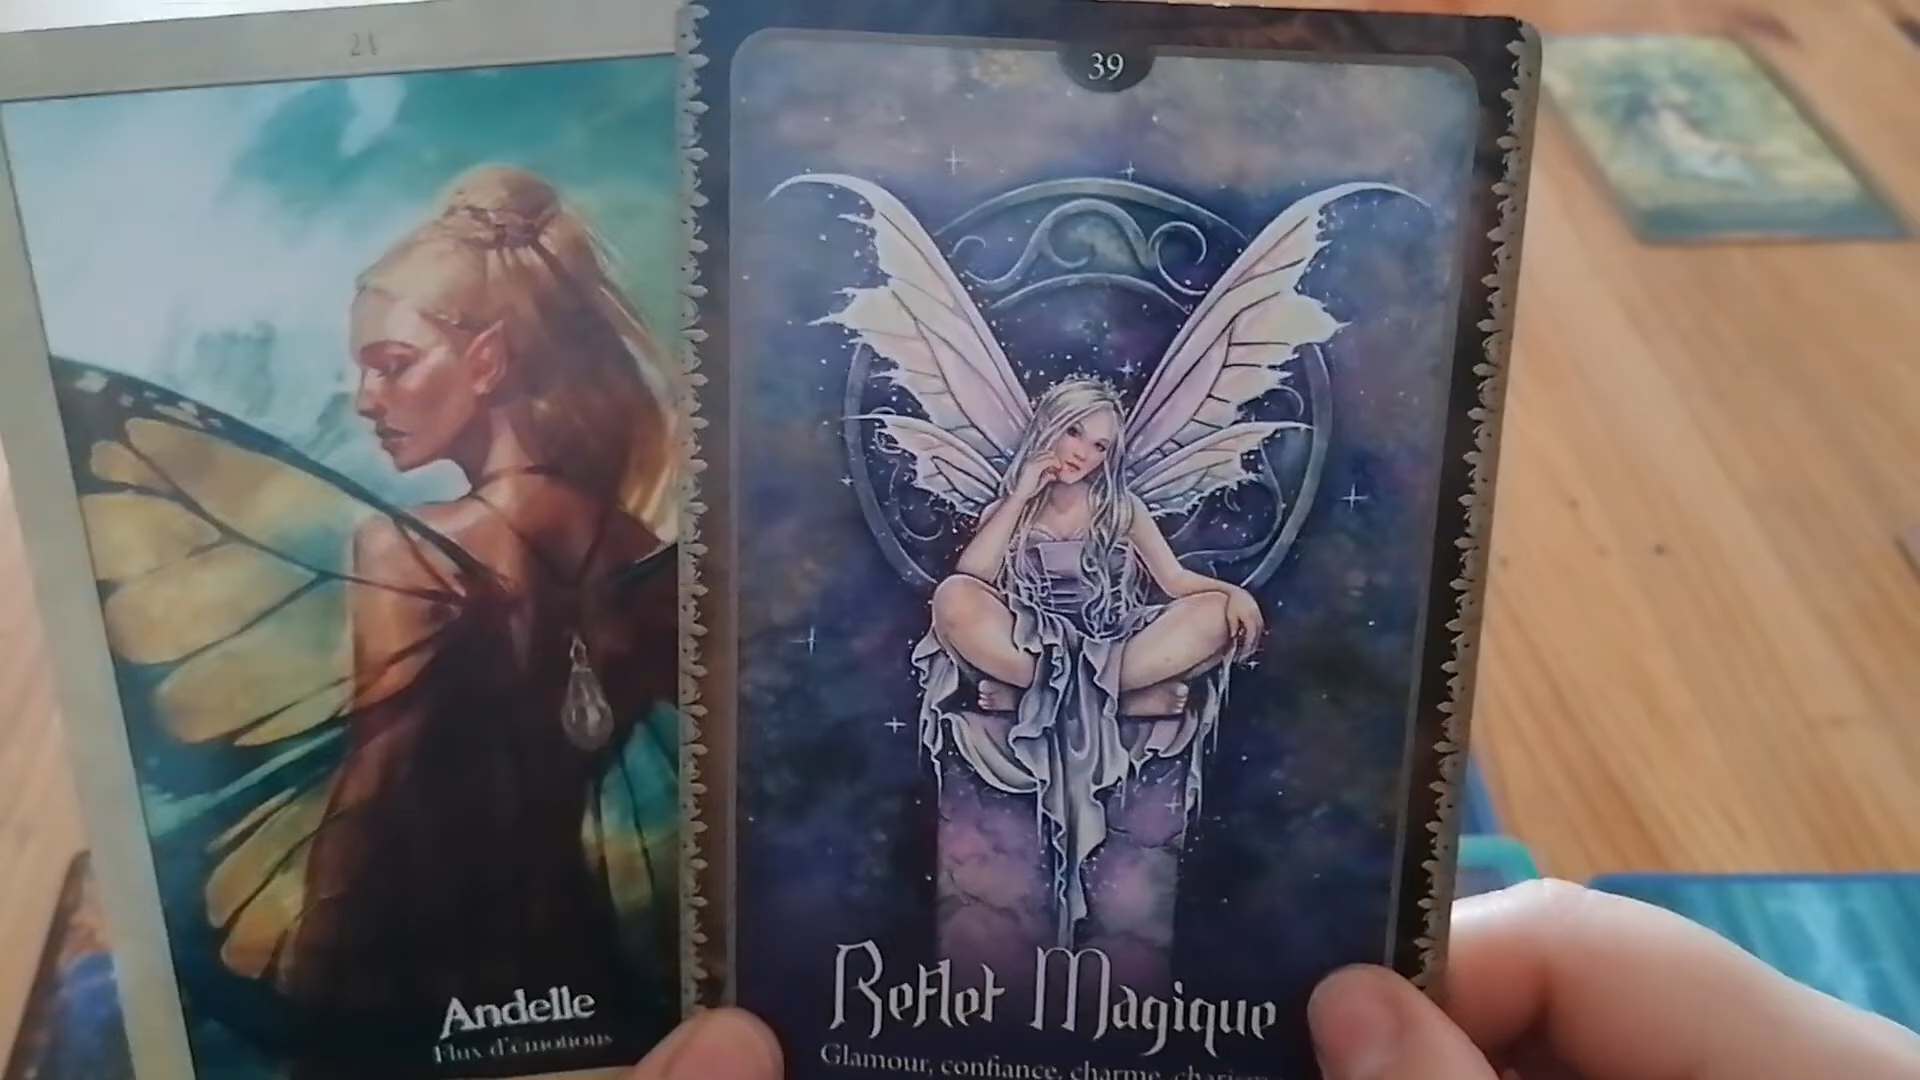 21
Andelle
Flux d'émotions
39
Reflet Magique
Glamour, confiance, charme,